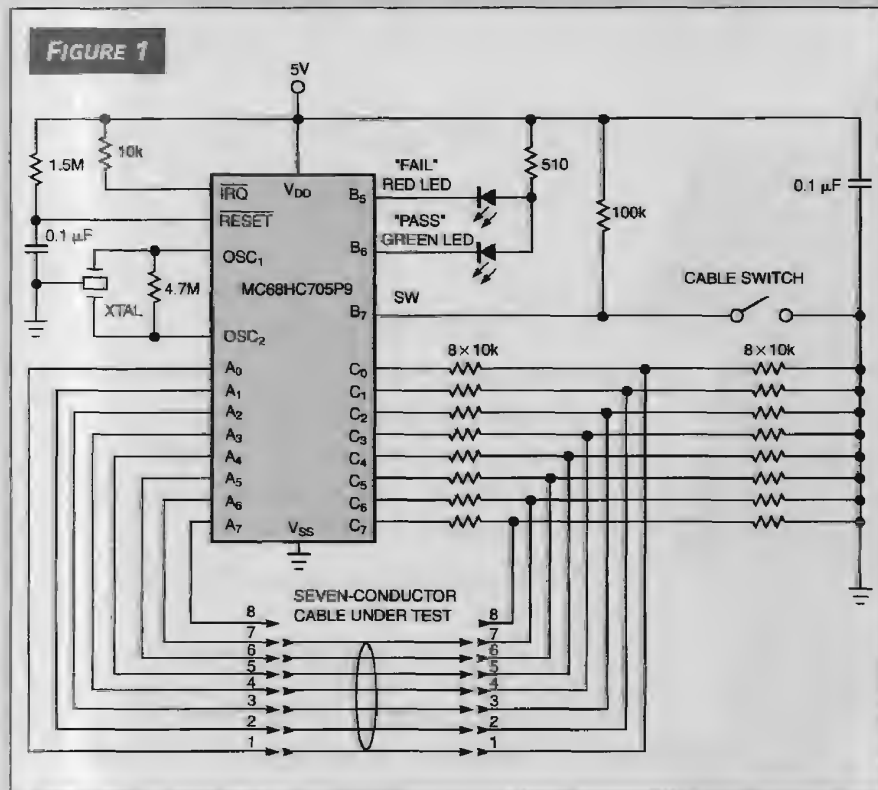 FIGURE 1
5V
1.5M
10k
IRQ
VDD
"FAIL"
RED LED
B5
510
0.1 µF
RESET
"PASS"
GREEN LED
B6
100k
0.1 µF
OSC1
MC68HC705P9
4.7M
XTAL
SW
B7
CABLE SWITCH
OSC2
8 × 10k
8 × 10k
A0
C0
A1
C1
A2
C2
A3
C3
A4
C4
A5
C5
A6
C6
A7
VSS
C7
SEVEN-CONDUCTOR
CABLE UNDER TEST
8
8
7
7
6
6
5
5
4
4
3
3
2
2
1
1